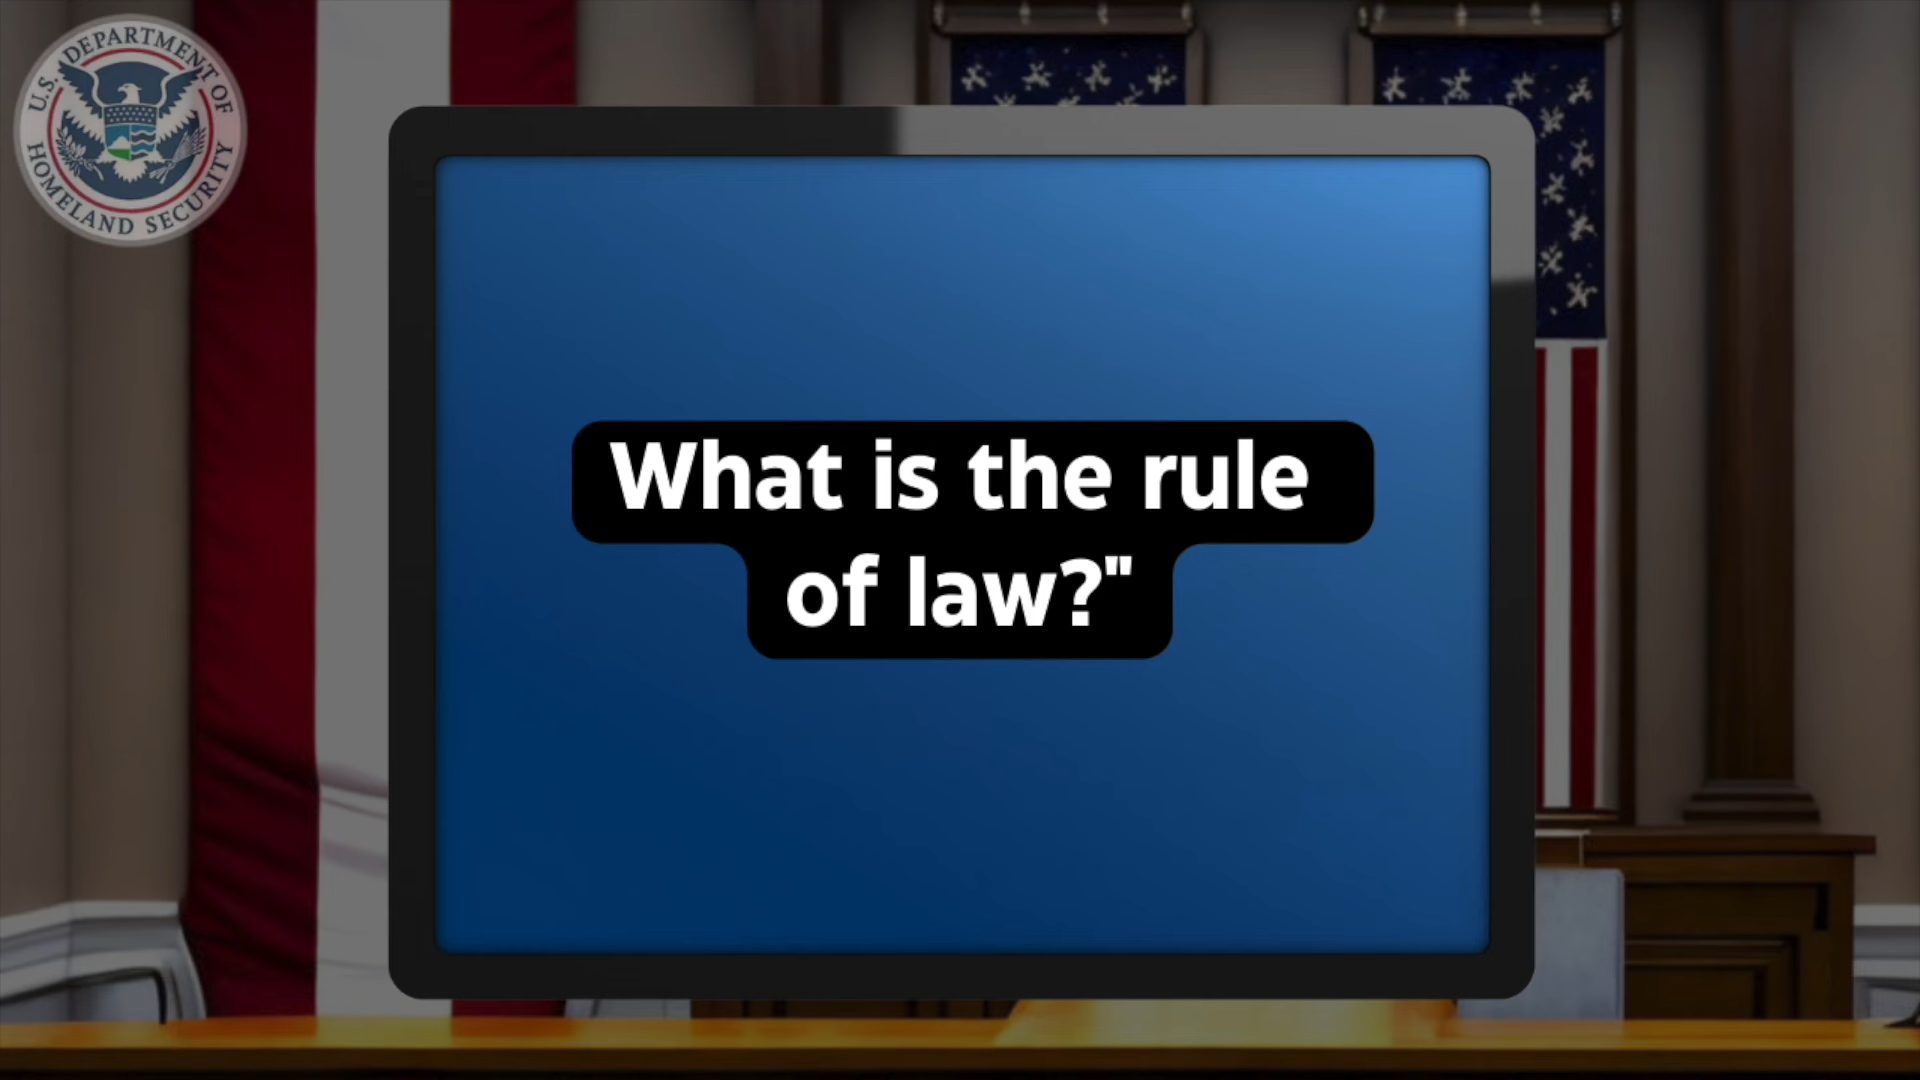 U.S. DEPARTMENT OF
HOMELAND SECURITY
What is the rule
of law?"